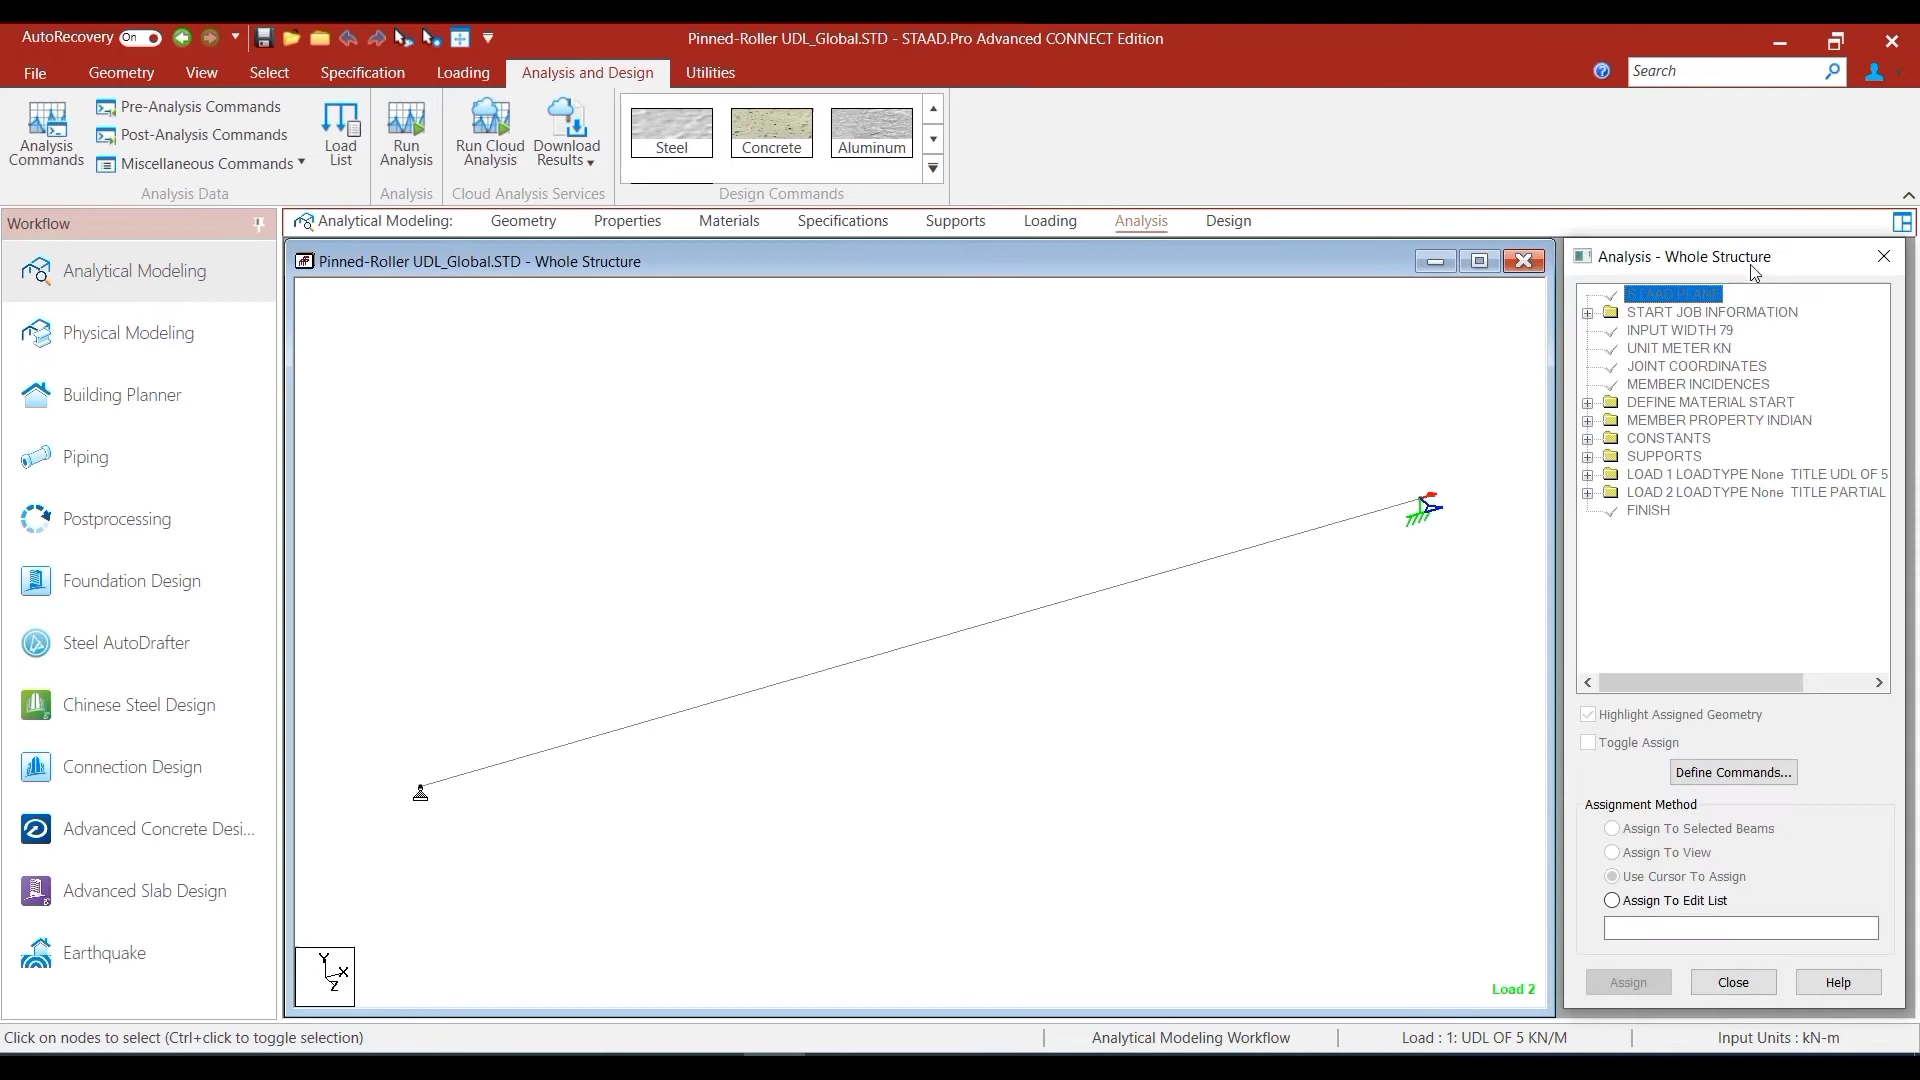 AutoRecovery On
Pinned-Roller UDL_Global.STD - STAAD.Pro Advanced CONNECT Edition
File Geometry View Select Specification Loading Analysis and Design Utilities
Search
Analysis Commands
Pre-Analysis Commands
Post-Analysis Commands
Miscellaneous Commands
Load List
Run Analysis
Run Cloud Analysis
Download Results
Steel
Concrete
Aluminum
Analysis Data Analysis Cloud Analysis Services Design Commands
Workflow
Analytical Modeling: Geometry Properties Materials Specifications Supports Loading Analysis Design
Analytical Modeling
Physical Modeling
Building Planner
Piping
Postprocessing
Foundation Design
Steel AutoDrafter
Chinese Steel Design
Connection Design
Advanced Concrete Desi...
Advanced Slab Design
Earthquake
Pinned-Roller UDL_Global.STD - Whole Structure
Y
X
Z
Load 2
Analysis - Whole Structure
STAAD PLANE
START JOB INFORMATION
INPUT WIDTH 79
UNIT METER KN
JOINT COORDINATES
MEMBER INCIDENCES
DEFINE MATERIAL START
MEMBER PROPERTY INDIAN
CONSTANTS
SUPPORTS
LOAD 1 LOADTYPE None TITLE UDL OF 5
LOAD 2 LOADTYPE None TITLE PARTIAL
FINISH
Highlight Assigned Geometry
Toggle Assign
Define Commands...
Assignment Method
Assign To Selected Beams
Assign To View
Use Cursor To Assign
Assign To Edit List
Assign Close Help
Click on nodes to select (Ctrl+click to toggle selection)
Analytical Modeling Workflow
Load : 1: UDL OF 5 KN/M
Input Units : kN-m